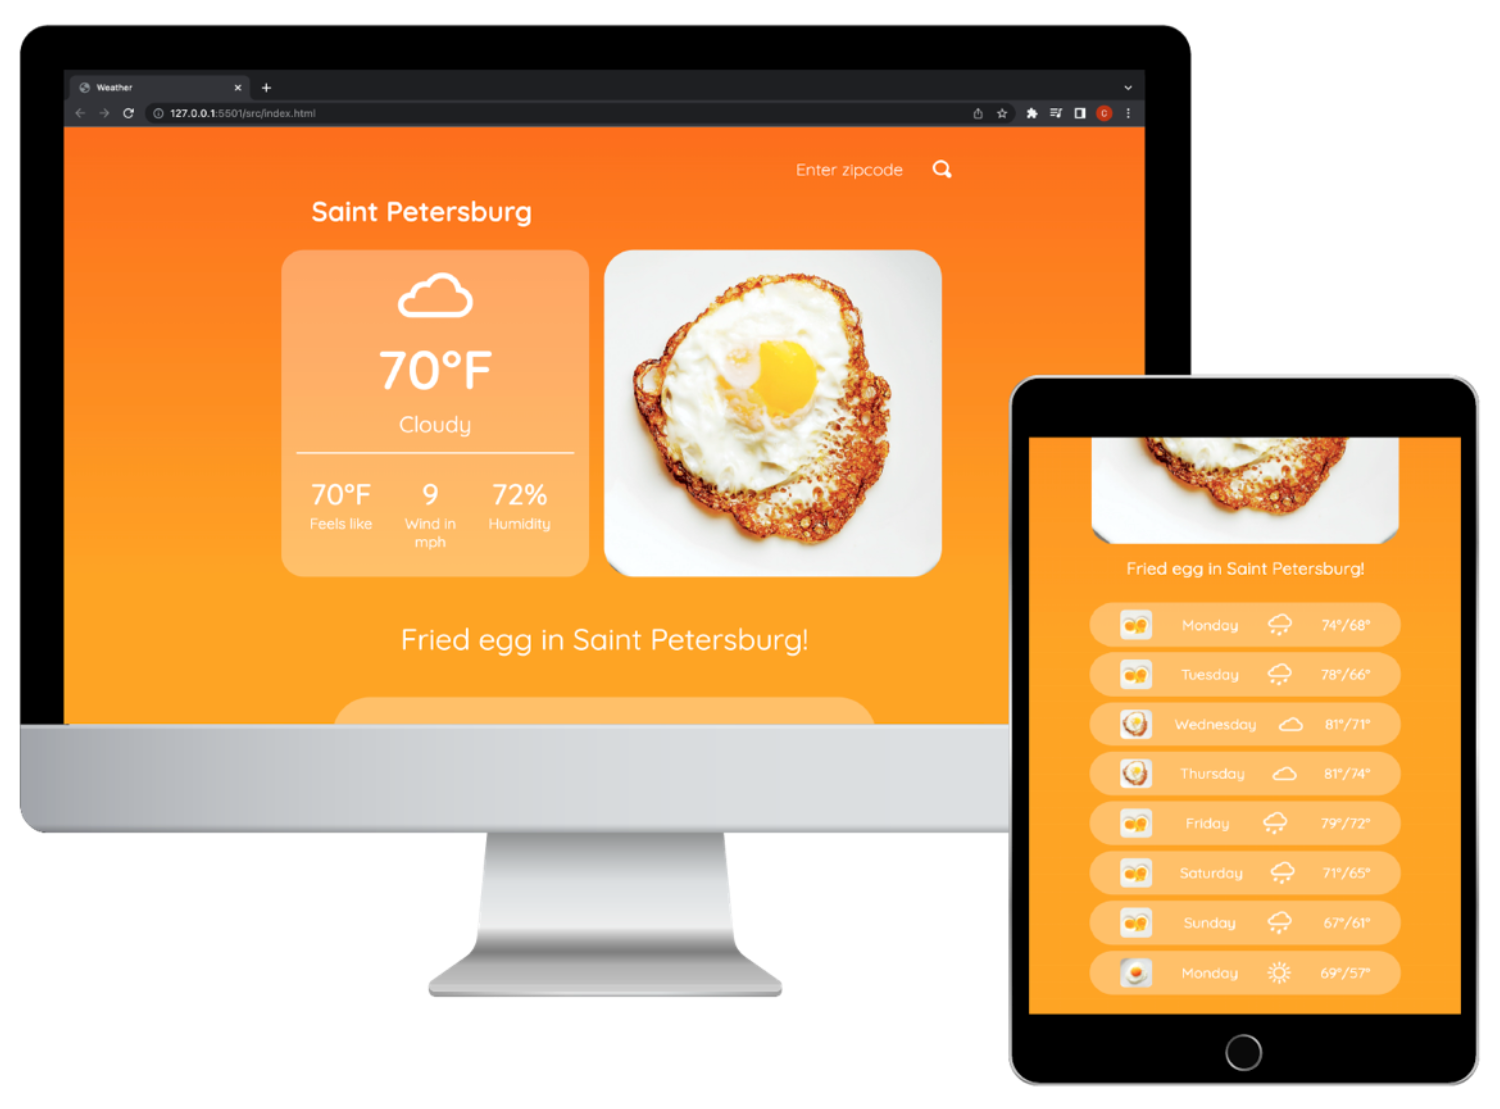 Weather
127.0.0.1:5501/src/index.html
C
Enter zipcode
Saint Petersburg
70°F
Cloudy
70°F 9 72%
Feels like Wind in Humidity
mph
Fried egg in Saint Petersburg!
Fried egg in Saint Petersburg!
Monday 74°/68°
Tuesday 78°/66°
Wednesday 81°/71°
Thursday 81°/74°
Friday 79°/72°
Saturday 71°/65°
Sunday 67°/61°
Monday 69°/57°